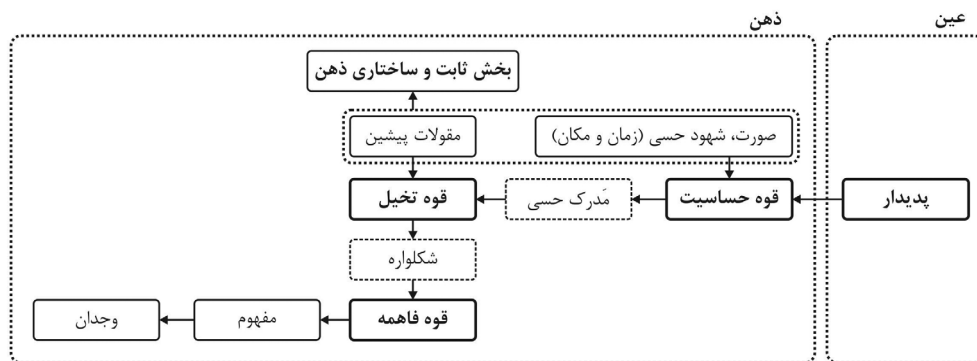 عین
ذهن
بخش ثابت و ساختاری ذهن
صورت، شهود حسی (زمان و مکان)
مقولات پیشین
پدیدار
قوه حساسیت
مَدرک حسی
قوه تخیل
شکلواره
قوه فاهمه
مفهوم
وجدان